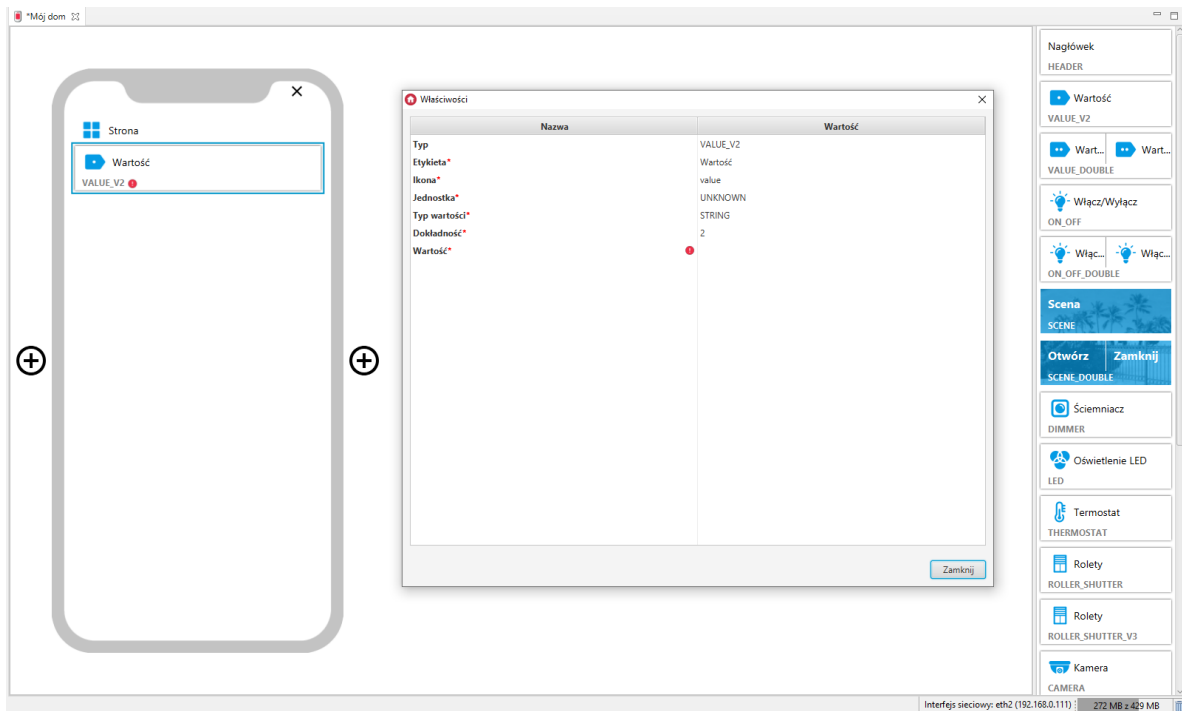 *Mój dom
Strona
Wartość
VALUE_V2
Właściwości
Nazwa Wartość
Typ VALUE_V2
Etykieta* Wartość
Ikona* value
Jednostka* UNKNOWN
Typ wartości* STRING
Dokładność* 2
Wartość*
Zamknij
Nagłówek
HEADER
Wartość
VALUE_V2
Wart... Wart...
VALUE_DOUBLE
Włącz/Wyłącz
ON_OFF
Włąc... Włąc...
ON_OFF_DOUBLE
Scena
SCENE
Otwórz Zamknij
SCENE_DOUBLE
Ściemniacz
DIMMER
Oświetlenie LED
LED
Termostat
THERMOSTAT
Rolety
ROLLER_SHUTTER
Rolety
ROLLER_SHUTTER_V3
Kamera
CAMERA
Interfejs sieciowy: eth2 (192.168.0.111) 272 MB z 429 MB